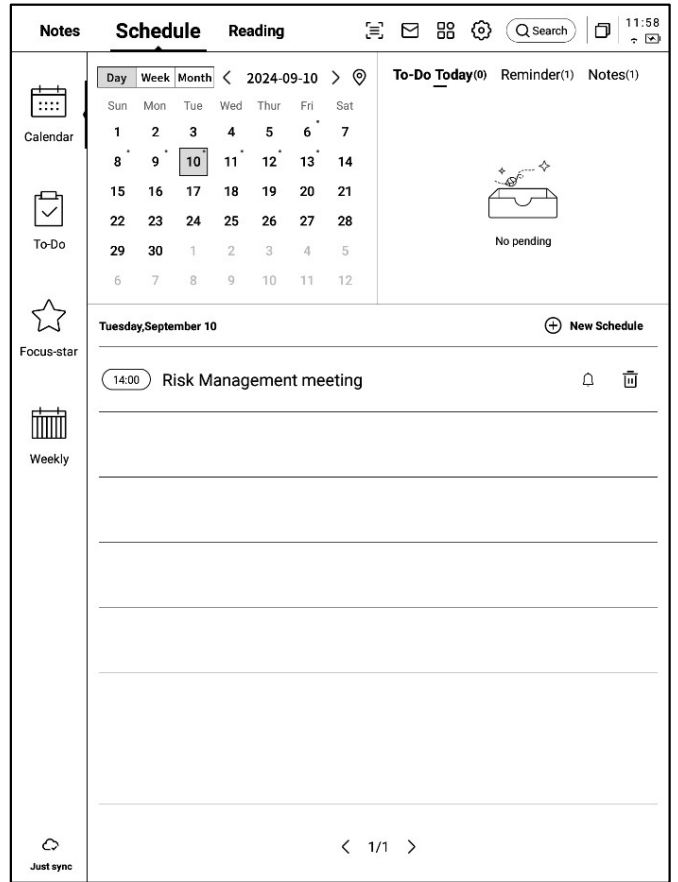 Notes Schedule Reading Search 11:58
Calendar
To-Do
Focus-star
Weekly
Just sync
Day Week Month 2024-09-10
Sun Mon Tue Wed Thur Fri Sat
1 2 3 4 5 6 7
8 9 10 11 12 13 14
15 16 17 18 19 20 21
22 23 24 25 26 27 28
29 30 1 2 3 4 5
6 7 8 9 10 11 12
To-Do Today(0) Reminder(1) Notes(1)
No pending
Tuesday,September 10 New Schedule
14:00 Risk Management meeting
1/1